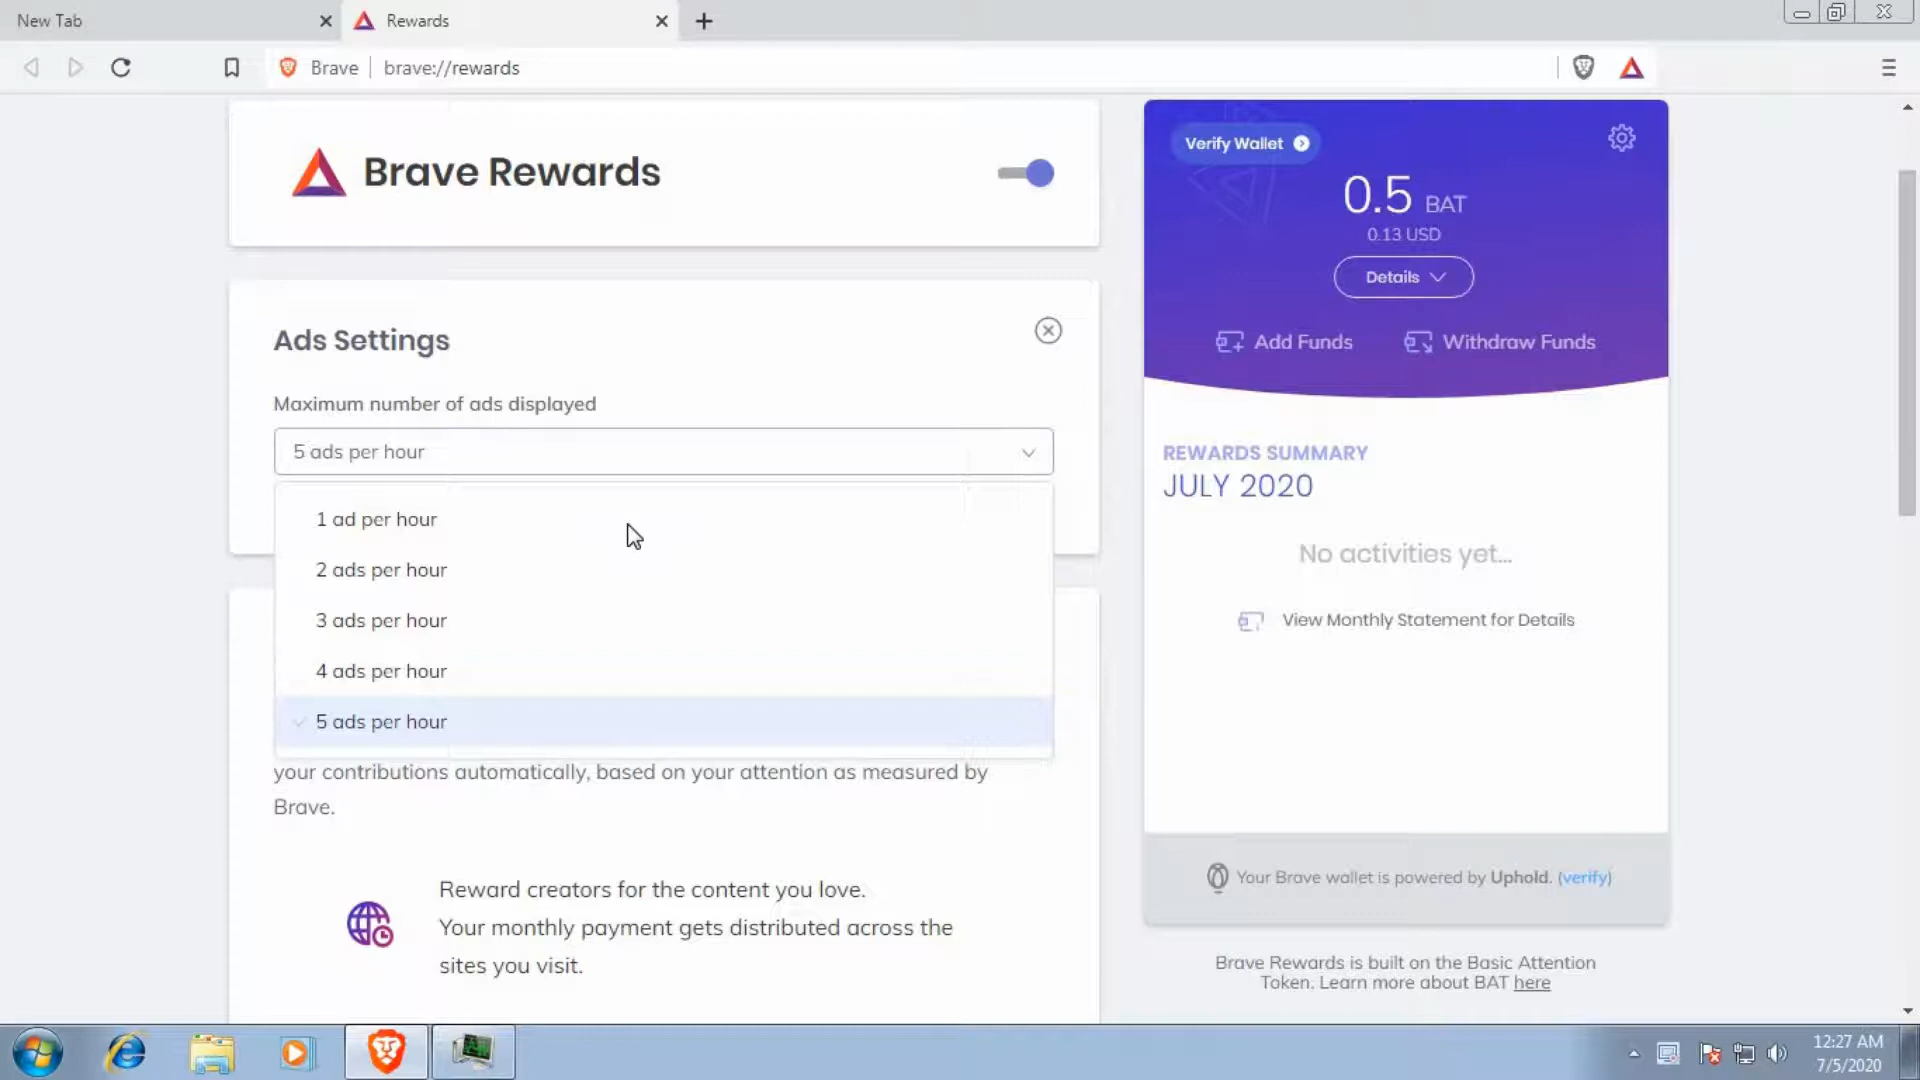 New Tab
Rewards
Brave
brave://rewards
Brave Rewards
Ads Settings
Maximum number of ads displayed
5 ads per hour
1 ad per hour
2 ads per hour
3 ads per hour
4 ads per hour
5 ads per hour
your contributions automatically, based on your attention as measured by
Brave.
Reward creators for the content you love.
Your monthly payment gets distributed across the
sites you visit.
Verify Wallet
0.5 BAT
0.13 USD
Details
Add Funds
Withdraw Funds
REWARDS SUMMARY
JULY 2020
No activities yet...
View Monthly Statement for Details
Your Brave wallet is powered by Uphold. (verify)
Brave Rewards is built on the Basic Attention
Token. Learn more about BAT here
12:27 AM
7/5/2020